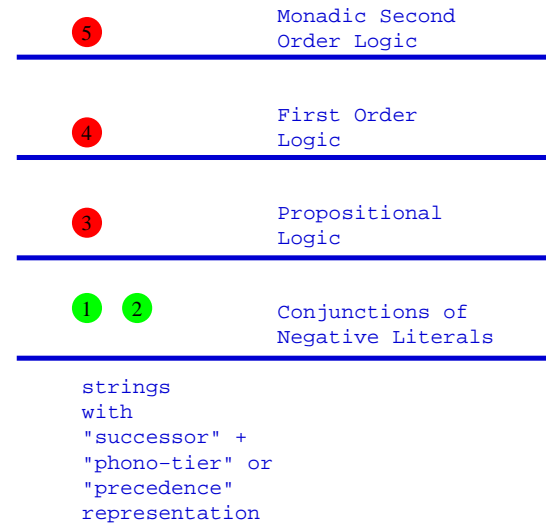 5
Monadic Second
Order Logic
4
First Order
Logic
3
Propositional
Logic
1 2
Conjunctions of
Negative Literals
strings
with
"successor" +
"phono-tier" or
"precedence"
representation